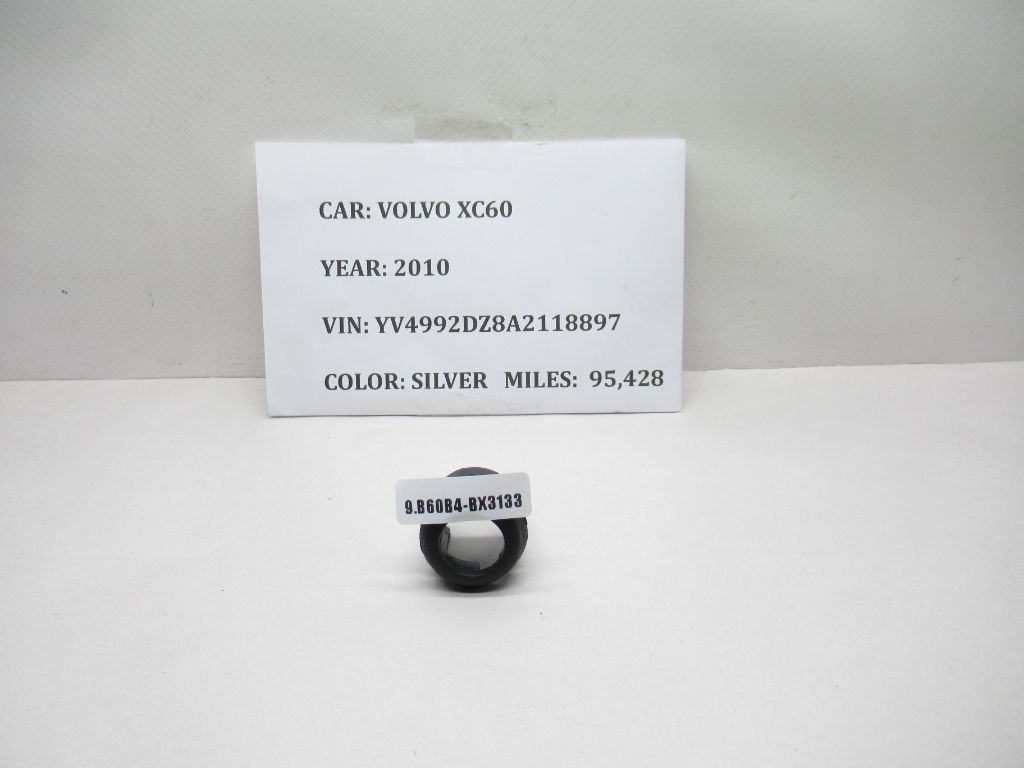 CAR: VOLVO XC60
YEAR: 2010
VIN: YV4992DZ8A2118897
COLOR: SILVER MILES: 95,428
9.B60B4-BX3133